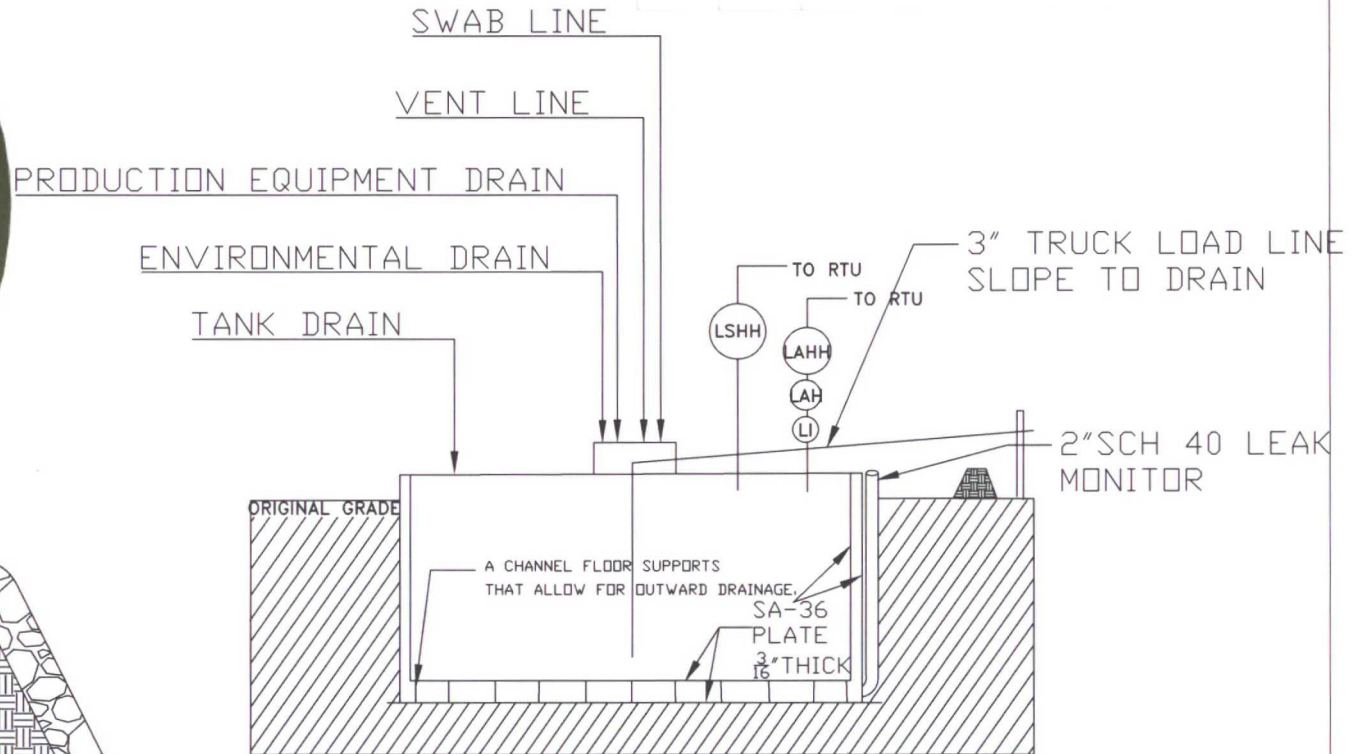 SWAB LINE
VENT LINE
PRODUCTION EQUIPMENT DRAIN
ENVIRONMENTAL DRAIN
TANK DRAIN
TO RTU
TO RTU
3" TRUCK LOAD LINE
SLOPE TO DRAIN
LSHH
LAHH
LAH
LI
2"SCH 40 LEAK
MONITOR
ORIGINAL GRADE
A CHANNEL FLOOR SUPPORTS
THAT ALLOW FOR OUTWARD DRAINAGE.
SA-36
PLATE
3/16" THICK